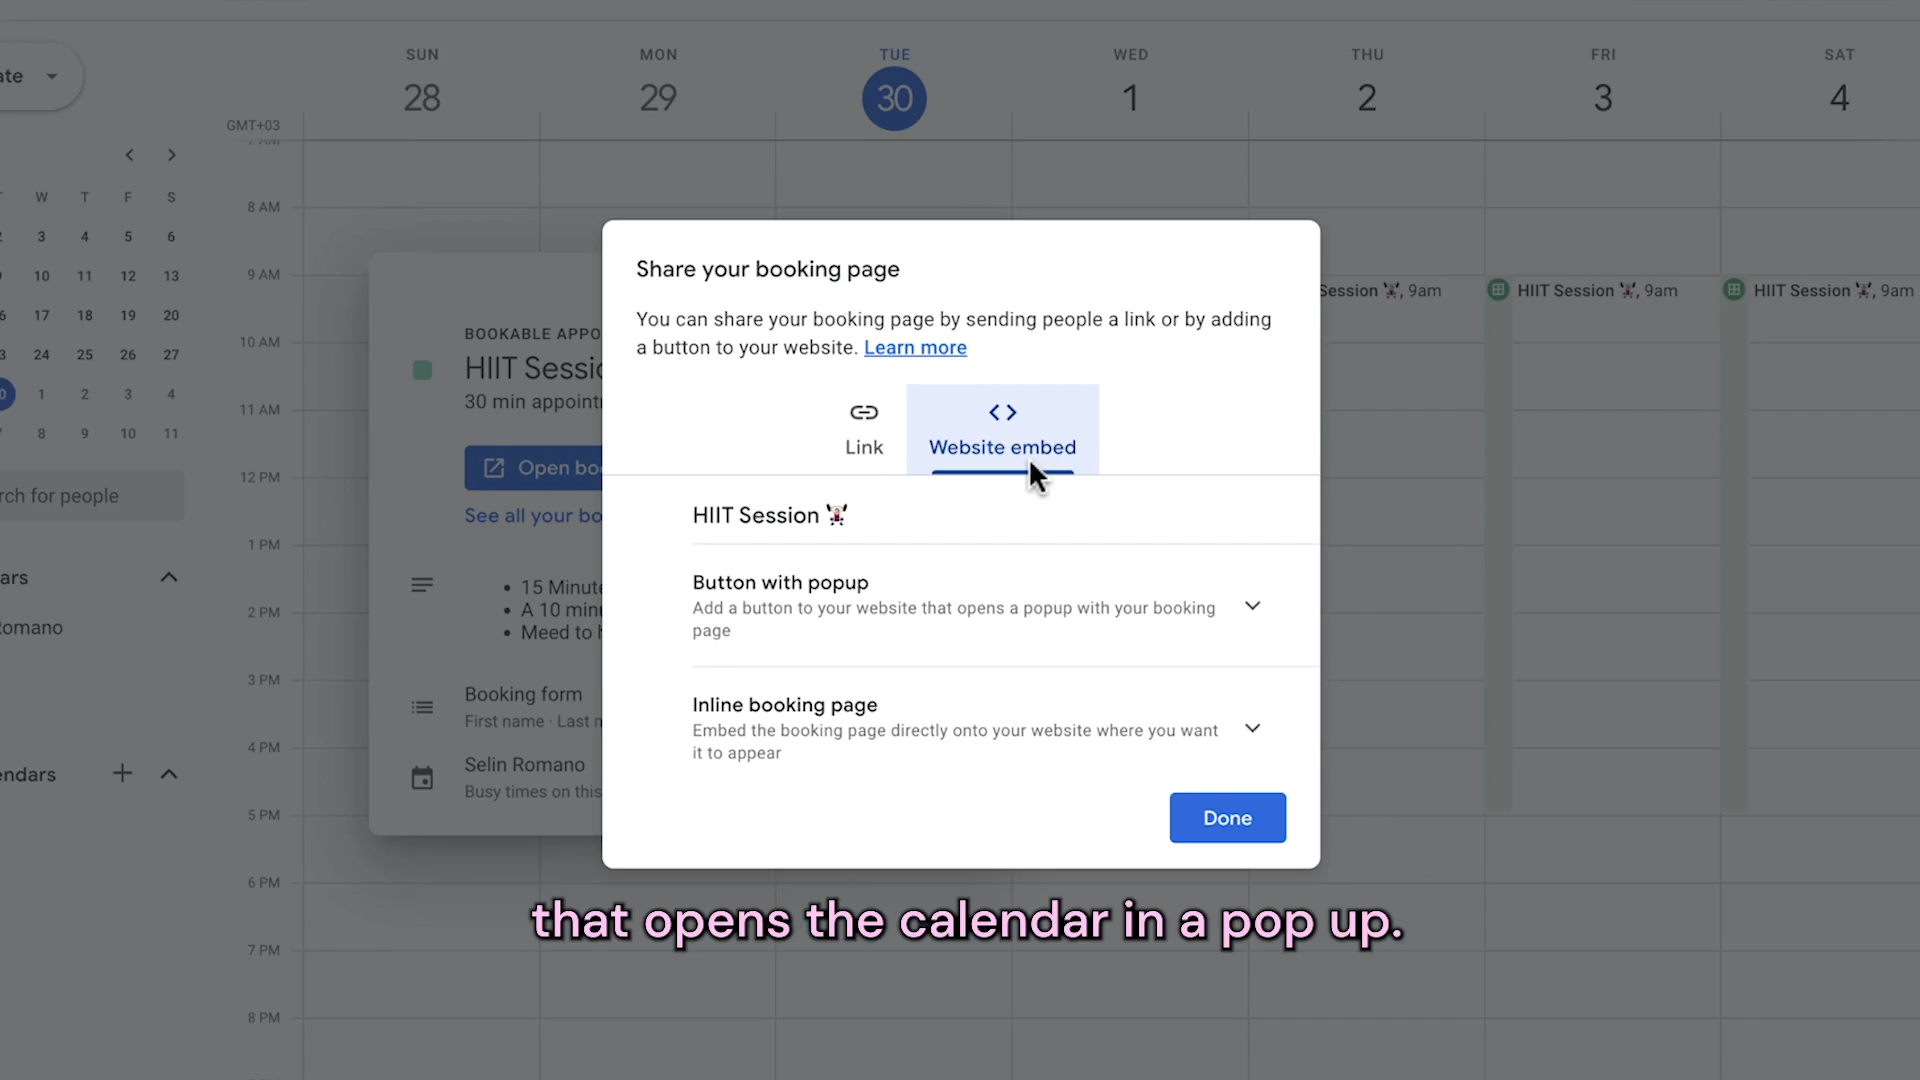 SUN MON TUE WED THU FRI SAT
28 29 30 1 2 3 4
GMT+03
W T F S
3 4 5 6
10 11 12 13
17 18 19 20
24 25 26 27
1 2 3 4
8 9 10 11
rch for people
ars
Romano
endars
8 AM
9 AM
10 AM
11 AM
12 PM
1 PM
2 PM
3 PM
4 PM
5 PM
6 PM
7 PM
8 PM
BOOKABLE APPO
HIIT Sessio
30 min appoint
Open bo
See all your bo
15 Minute
A 10 minu
Meed to h
Booking form
First name · Last n
Selin Romano
Busy times on this
Session 🏋, 9am
HIIT Session 🏋, 9am
HIIT Session 🏋, 9am
Share your booking page
You can share your booking page by sending people a link or by adding
a button to your website. Learn more
Link
Website embed
HIIT Session 🏋
Button with popup
Add a button to your website that opens a popup with your booking
page
Inline booking page
Embed the booking page directly onto your website where you want
it to appear
Done
that opens the calendar in a pop up.